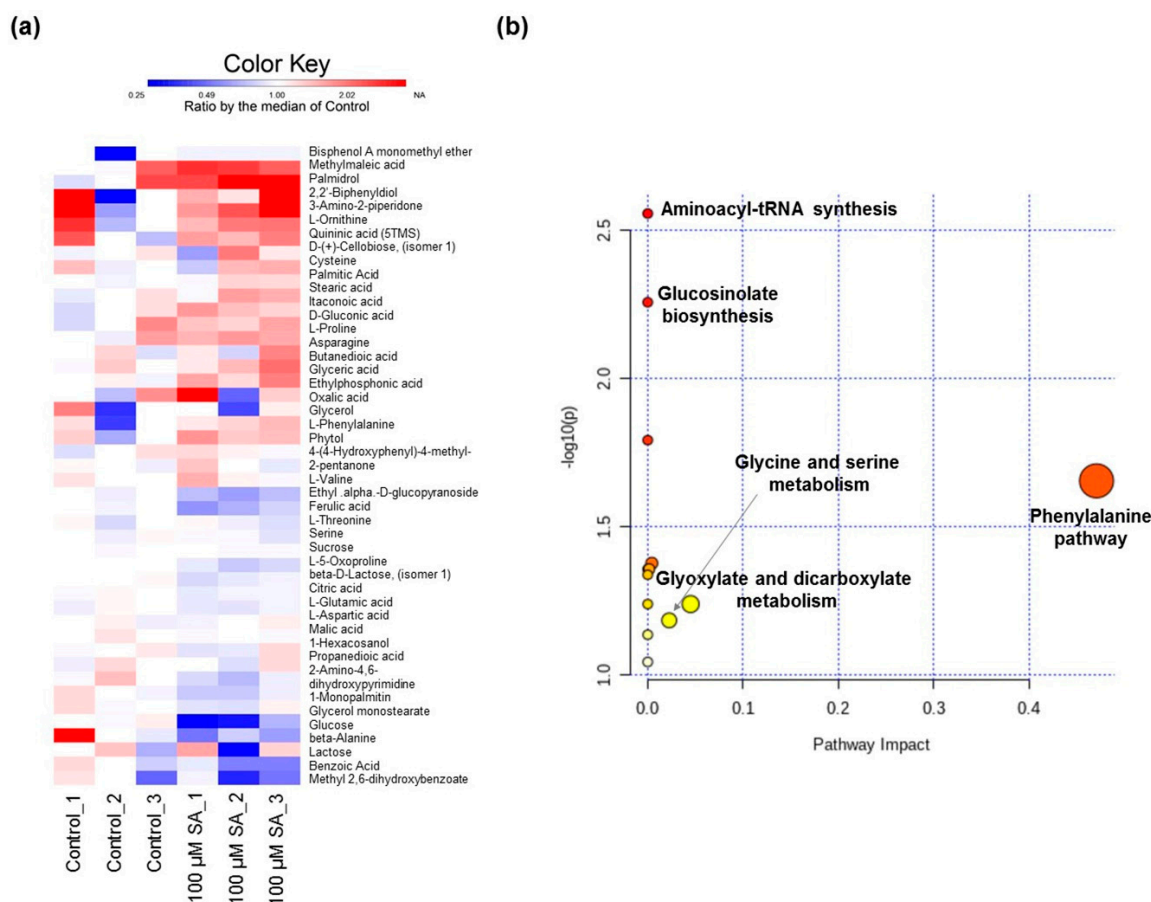 (a)
Color Key
0.25 0.49 1.00 2.02 NA
Ratio by the median of Control
Bisphenol A monomethyl ether
Methylmaleic acid
Palmidrol
2,2'-Biphenyldiol
3-Amino-2-piperidone
L-Ornithine
Quininic acid (5TMS)
D-(+)-Cellobiose, (isomer 1)
Cysteine
Palmitic Acid
Stearic acid
Itaconoic acid
D-Gluconic acid
L-Proline
Asparagine
Butanedioic acid
Glyceric acid
Ethylphosphonic acid
Oxalic acid
Glycerol
L-Phenylalanine
Phytol
4-(4-Hydroxyphenyl)-4-methyl-
2-pentanone
L-Valine
Ethyl .alpha.-D-glucopyranoside
Ferulic acid
L-Threonine
Serine
Sucrose
L-5-Oxoproline
beta-D-Lactose, (isomer 1)
Citric acid
L-Glutamic acid
L-Aspartic acid
Malic acid
1-Hexacosanol
Propanedioic acid
2-Amino-4,6-
dihydroxypyrimidine
1-Monopalmitin
Glycerol monostearate
Glucose
beta-Alanine
Lactose
Benzoic Acid
Methyl 2,6-dihydroxybenzoate
Control_1
Control_2
Control_3
100 µM SA_1
100 µM SA_2
100 µM SA_3
(b)
-log10(p)
2.5
2.0
1.5
1.0
Aminoacyl-tRNA synthesis
Glucosinolate
biosynthesis
Glycine and serine
metabolism
Phenylalanine
pathway
Glyoxylate and dicarboxylate
metabolism
0.0 0.1 0.2 0.3 0.4
Pathway Impact